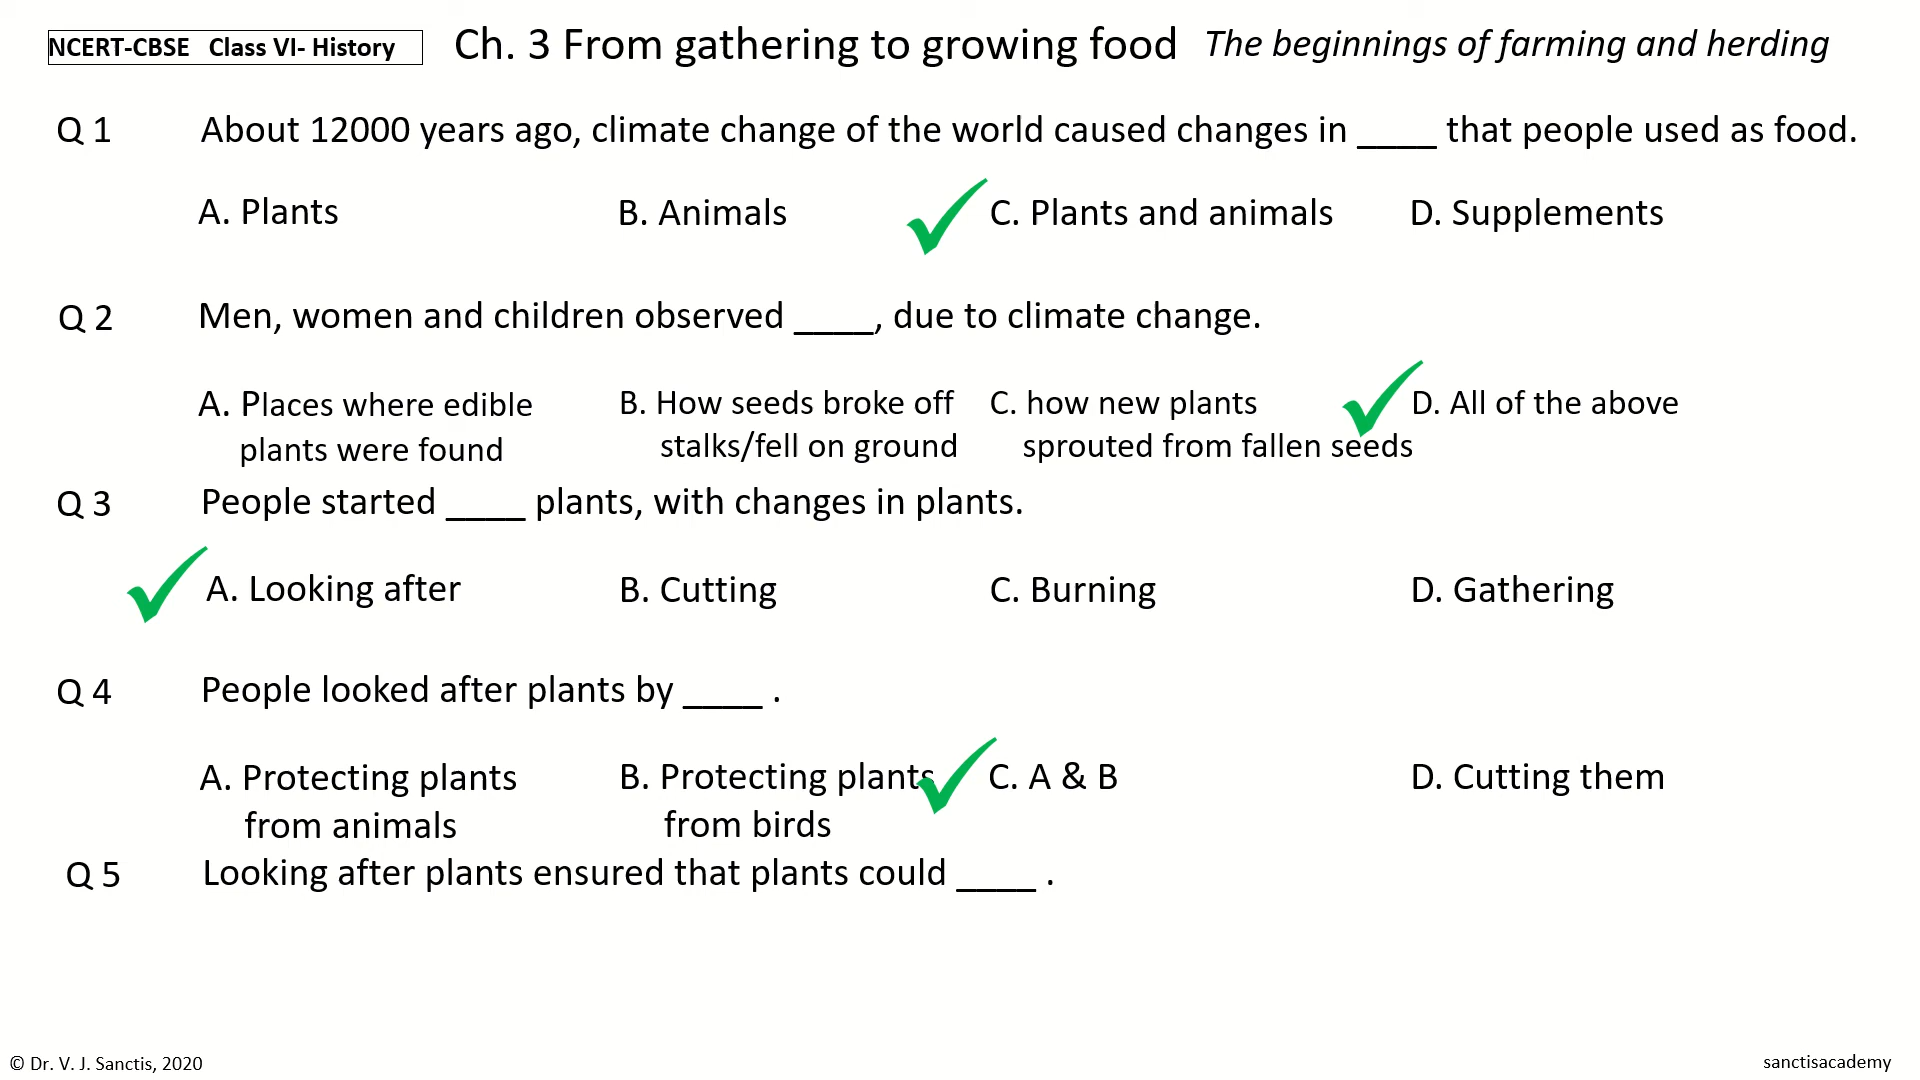 NCERT-CBSE Class VI- History Ch. 3 From gathering to growing food The beginnings of farming and herding
Q 1 About 12000 years ago, climate change of the world caused changes in ____ that people used as food.
A. Plants B. Animals C. Plants and animals D. Supplements
Q 2 Men, women and children observed ____, due to climate change.
A. Places where edible B. How seeds broke off C. how new plants D. All of the above
plants were found stalks/fell on ground sprouted from fallen seeds
Q 3 People started ____ plants, with changes in plants.
A. Looking after B. Cutting C. Burning D. Gathering
Q 4 People looked after plants by ____ .
A. Protecting plants B. Protecting plants C. A & B D. Cutting them
from animals from birds
Q 5 Looking after plants ensured that plants could ____ .
© Dr. V. J. Sanctis, 2020 sanctisacademy